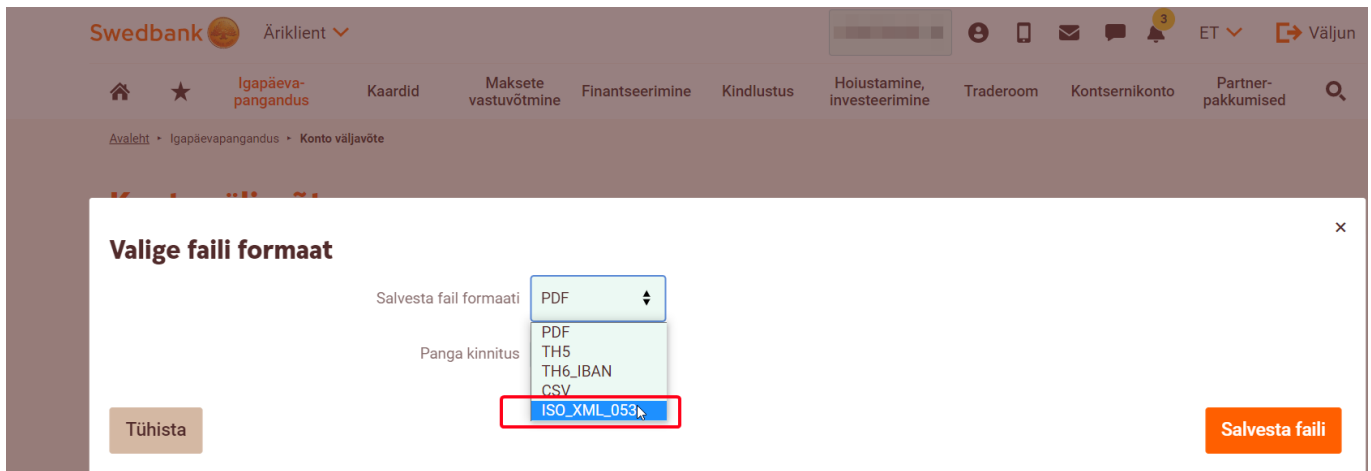 Swedbank Äriklient 3 ET Väljun
Igapäeva-
pangandus
Kaardid
Maksete
vastuvõtmine
Finantseerimine
Kindlustus
Hoiustamine,
investeerimine
Traderoom
Kontsernikonto
Partner-
pakkumised
Avaleht ▸ Igapäevapangandus ▸ Konto väljavõte
Valige faili formaat
×
Salvesta fail formaati PDF
PDF
Panga kinnitus TH5
TH6_IBAN
CSV
ISO_XML_053
Tühista
Salvesta faili